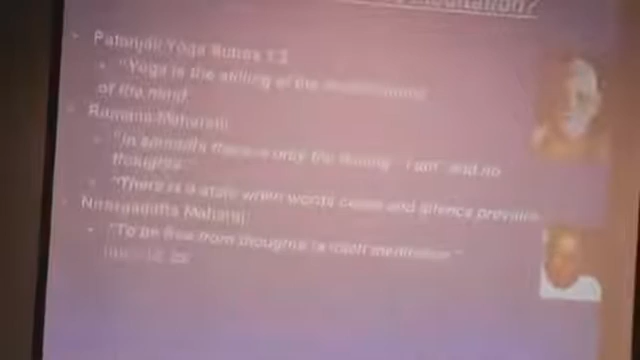 Meditation?
Patanjali Yoga Sutras 1:2
"Yoga is the stilling of the
of the mind
Ramana Maharshi
"In samadhi there is only the feeling "I am" and no
thoughts"
"There is a state when words cease and silence prevails
Nisargadatta Maharaj
"To be free from thoughts is itself meditation"